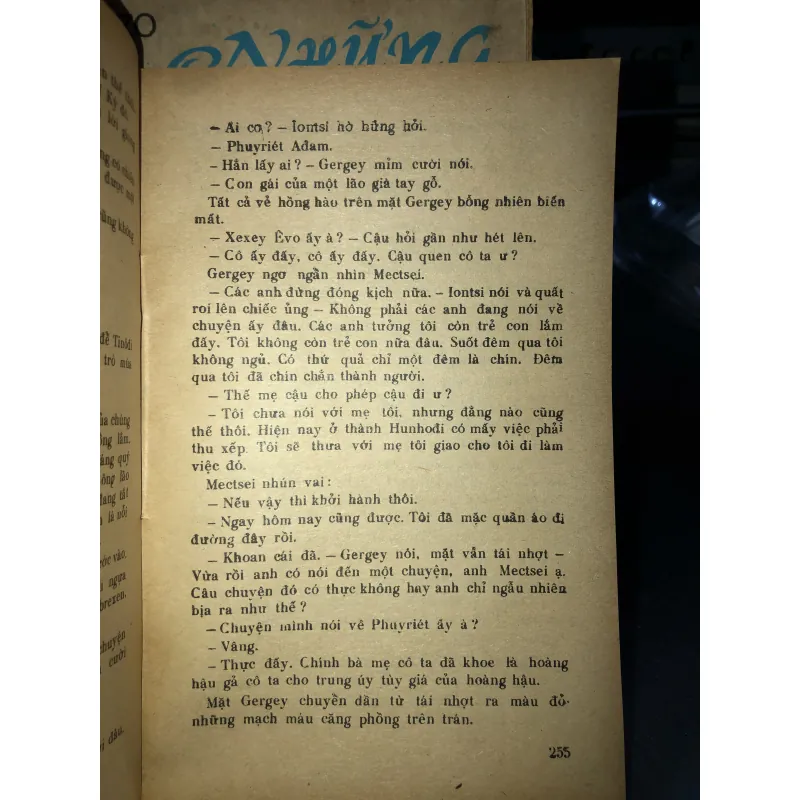 NHỮNG
- Ai cơ? - Iontsi hờ hững hỏi.
- Phuyriét Ađam.
- Hắn lấy ai? - Gergey mỉm cười nói.
- Con gái của một lão già tay gỗ.
Tất cả vẻ hồng hào trên mặt Gergey bỗng nhiên biến
mất.
- Xexey Êvo ấy à? - Cậu hỏi gần như hét lên.
- Cô ấy đấy, cô ấy đấy. Cậu quen cô ta ư?
Gergey ngơ ngẩn nhìn Mectsei.
- Các anh đừng đóng kịch nữa. - Iontsi nói và quất
roi lên chiếc ủng - Không phải các anh đang nói về
chuyện ấy đâu. Các anh tưởng tôi còn trẻ con lắm
đấy. Tôi không còn trẻ con nữa đâu. Suốt đêm qua tôi
không ngủ. Có thứ quả chỉ một đêm là chín. Đêm
qua tôi đã chín chắn thành người.
- Thế mẹ cậu cho phép cậu đi ư?
- Tôi chưa nói với mẹ tôi, nhưng đằng nào cũng
thế thôi. Hiện nay ở thành Hunhođi có mấy việc phải
thu xếp. Tôi sẽ thưa với mẹ tôi giao cho tôi đi làm
việc đó.
Mectsei nhún vai:
- Nếu vậy thì khởi hành thôi.
- Ngay hôm nay cũng được. Tôi đã mặc quần áo đi
đường đây rồi.
- Khoan cái đã. - Gergey nói, mặt vẫn tái nhợt -
Vừa rồi anh có nói đến một chuyện, anh Mectsei ạ.
Câu chuyện đó có thực không hay anh chỉ ngẫu nhiên
bịa ra như thế?
- Chuyện mình nói về Phuyriét ấy à?
- Vâng.
- Thực đấy. Chính bà mẹ cô ta đã khoe là hoàng
hậu gả cô ta cho trung úy tùy giá của hoàng hậu.
Mặt Gergey chuyển dần từ tái nhợt ra màu đỏ
những mạch máu căng phồng trên trán.
255